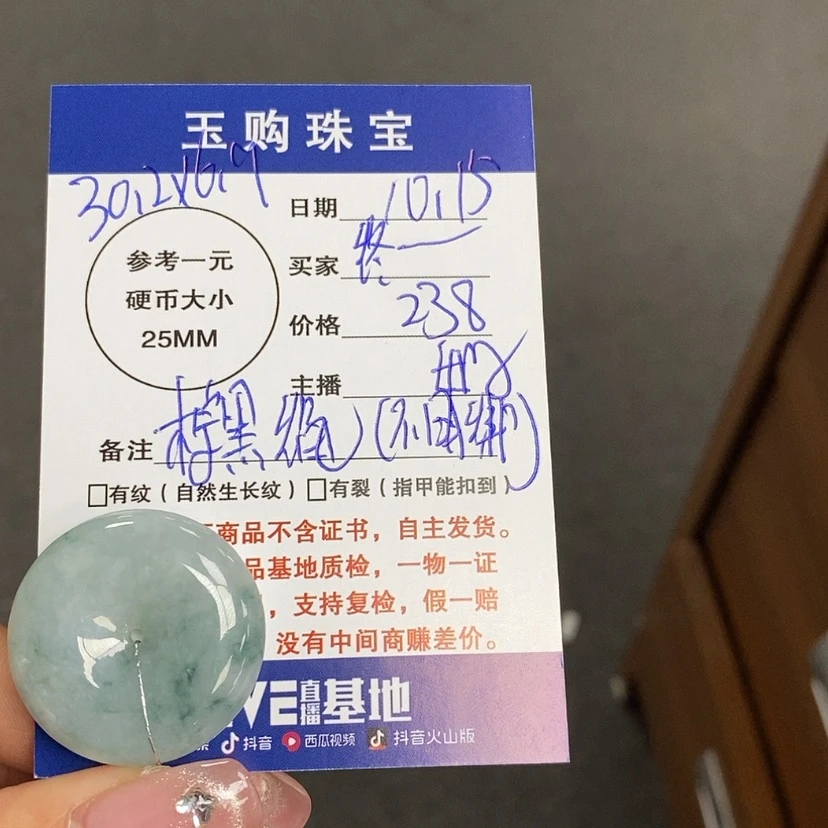 玉购珠宝
30.2x6.9
日期 10.15
参考一元
硬币大小
25MM
买家
价格 238
主播
备注 黑绳
□有纹（自然生长纹）□有裂（指甲能扣到）
商品不含证书，自主发货。
品基地质检，一物一证
，支持复检，假一赔
没有中间商赚差价。
VE直播基地
抖音 西瓜视频 抖音火山版